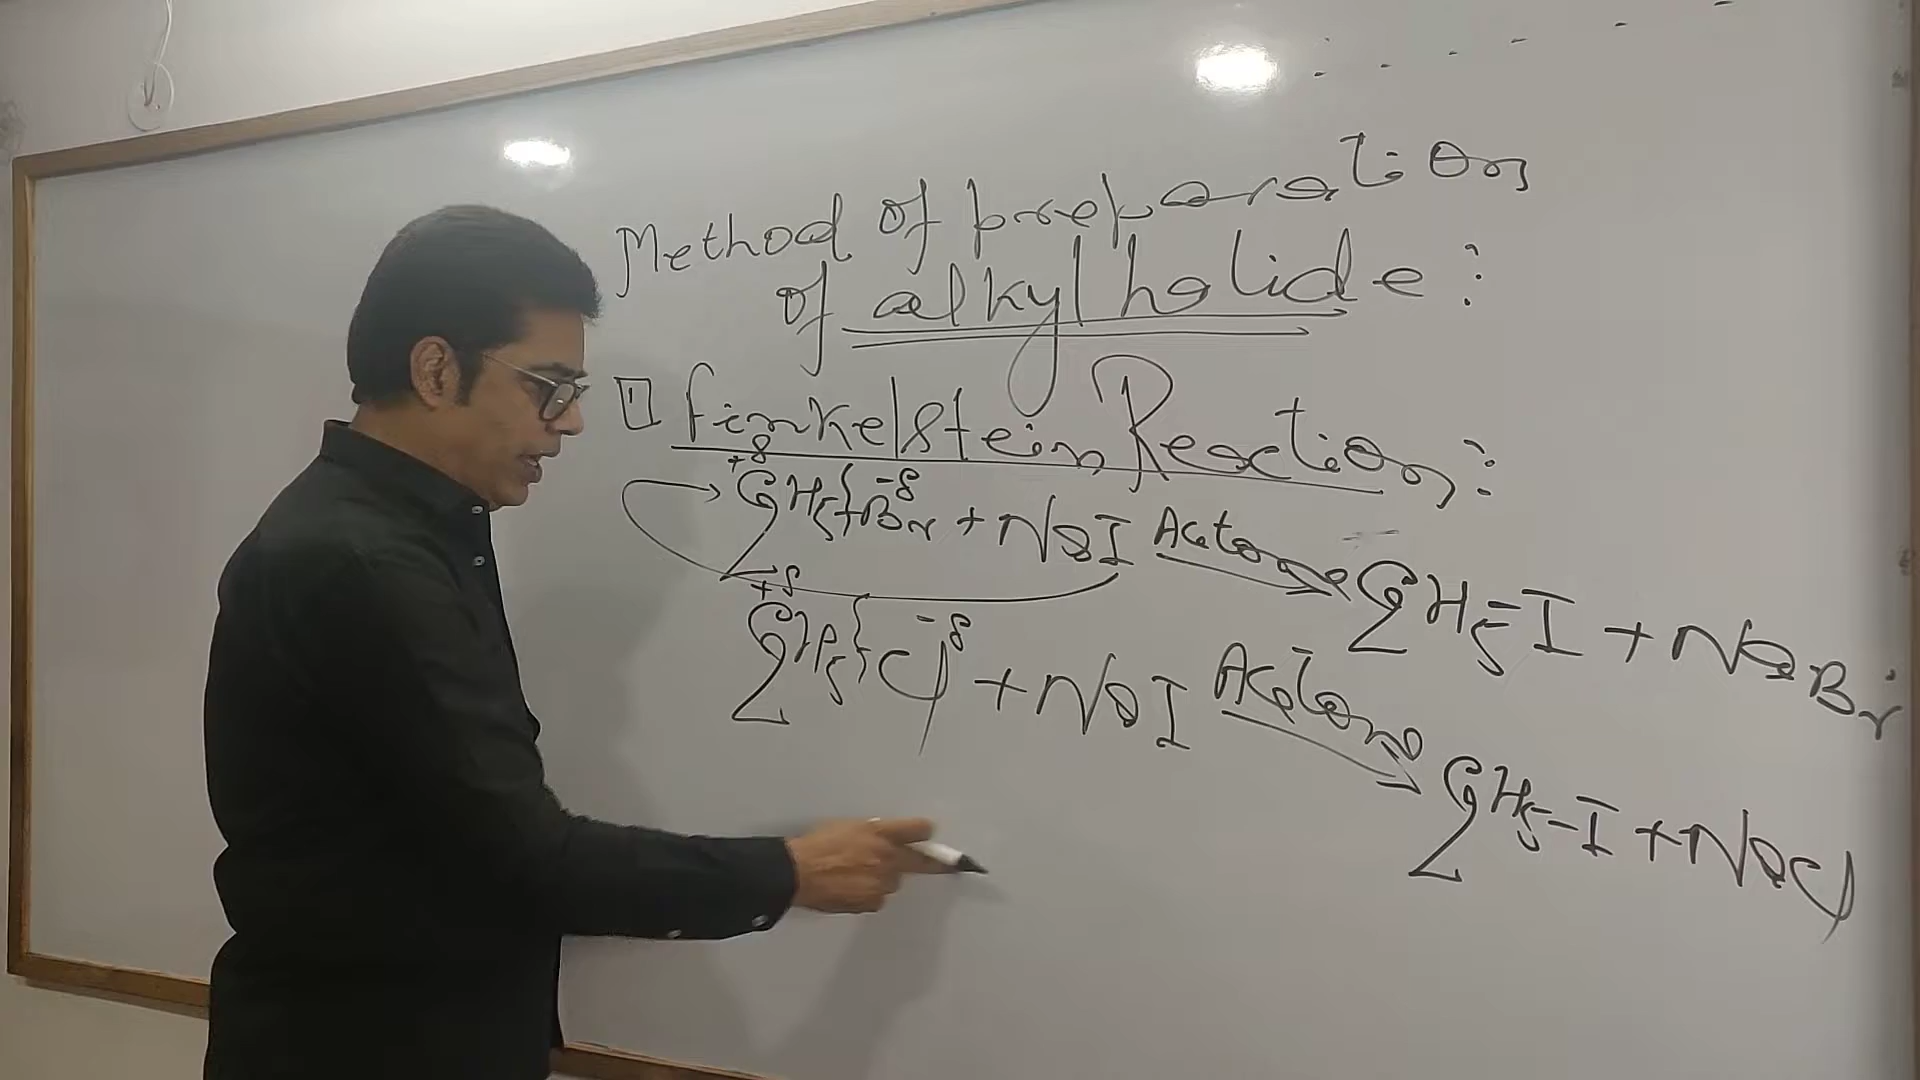 Method of preparation
of alkyl halide :
1 Finkelstein Reaction :
+δ C2H5 -δ Br + NaI Acetone → C2H5-I + NaBr
+δ C2H5 -δ Cl + NaI Acetone → C2H5-I + NaCl